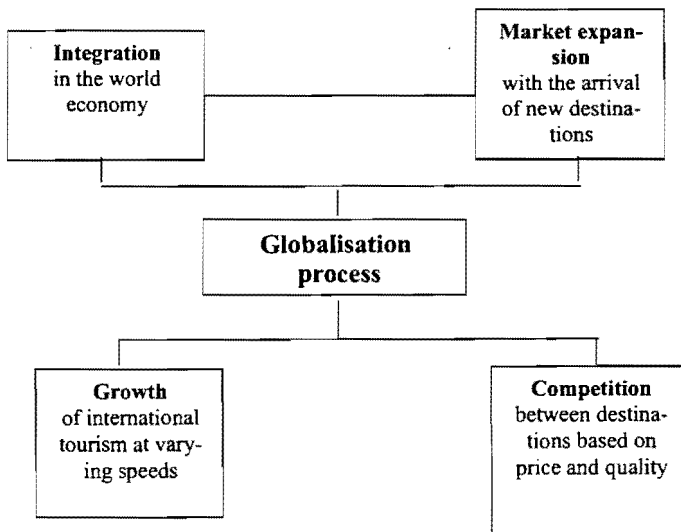 Integration
in the world
economy
Market expan-
sion
with the arrival
of new destina-
tions
Globalisation
process
Growth
of international
tourism at vary-
ing speeds
Competition
between destina-
tions based on
price and quality